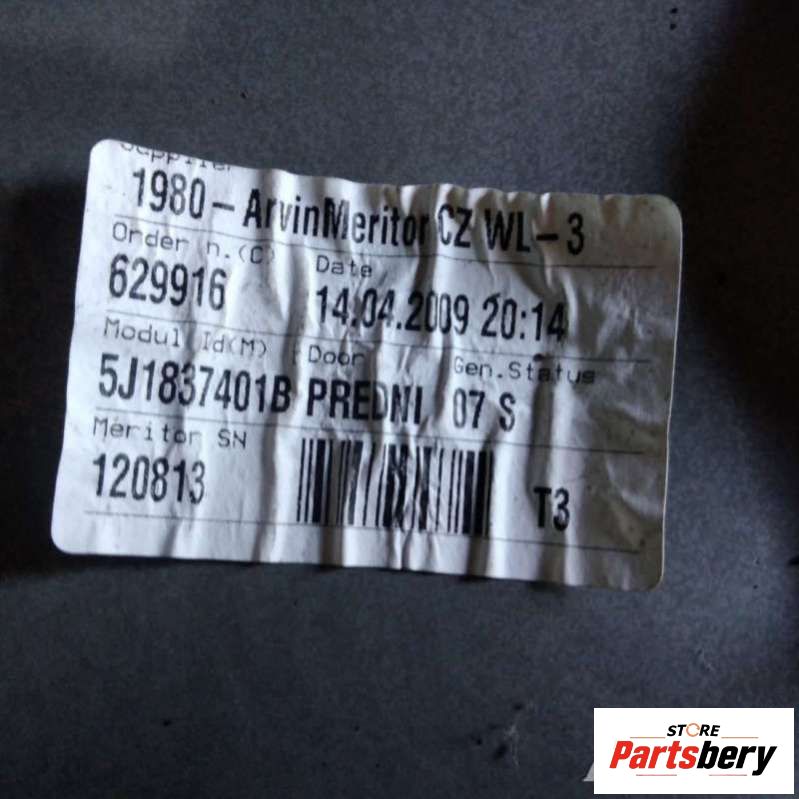 Supplier
1980 - ArvinMeritor CZ WL - 3
Order n.(C) Date
629916 14.04.2009 20:14
Modul Id(M) Door Gen.Status
5J1837401B PREDNI 07 S
Meritor SN
120813 T3
STORE
Partsbery